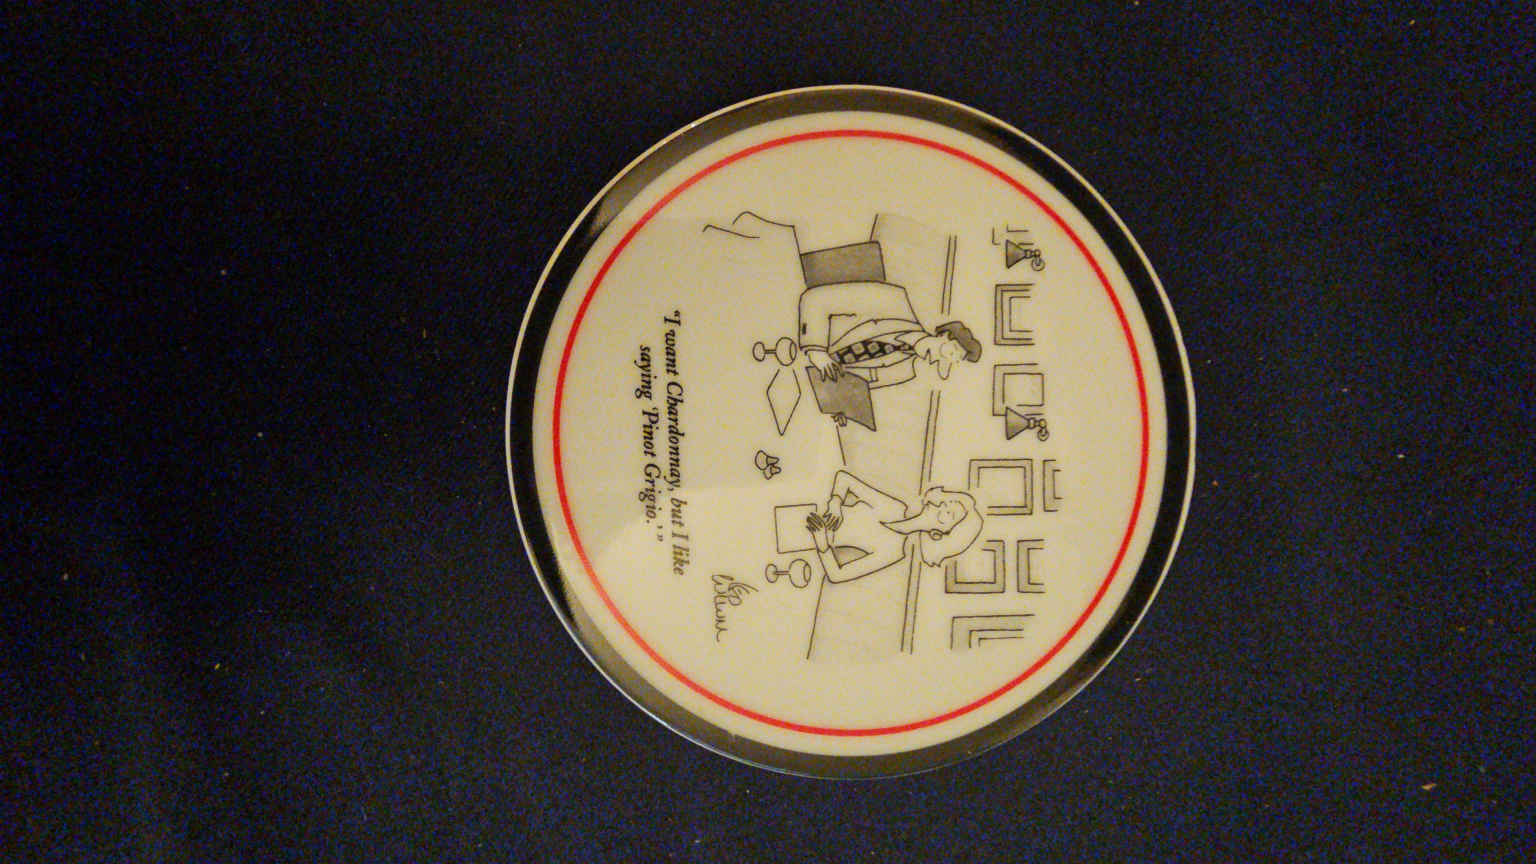 "I want Chardonnay, but I like
saying 'Pinot Grigio.'"